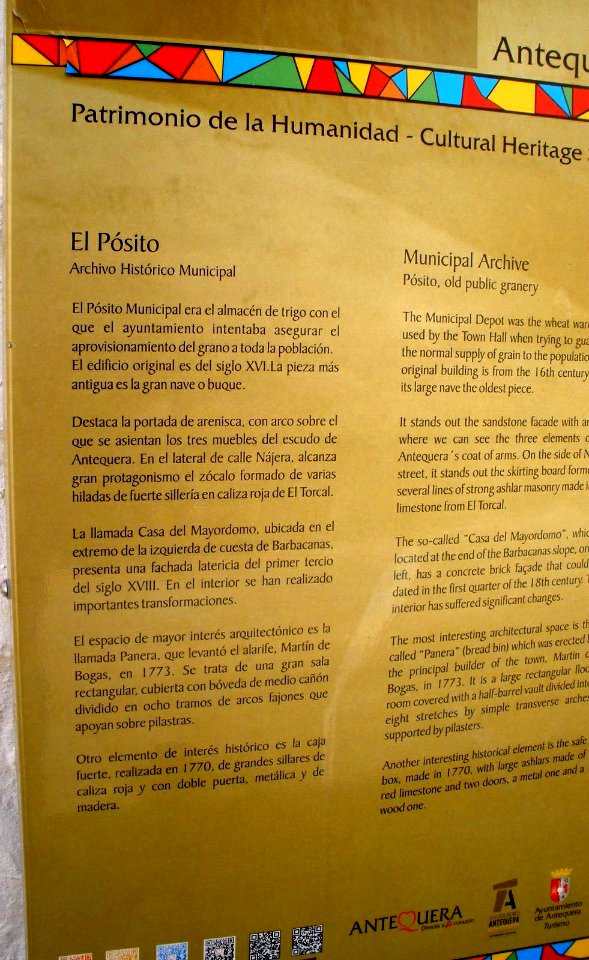 Antequ
Patrimonio de la Humanidad - Cultural Heritage
El Pósito
Archivo Histórico Municipal
El Pósito Municipal era el almacén de trigo con el
que el ayuntamiento intentaba asegurar el
aprovisionamiento del grano a toda la población.
El edificio original es del siglo XVI.La pieza más
antigua es la gran nave o buque.
Destaca la portada de arenisca, con arco sobre el
que se asientan los tres muebles del escudo de
Antequera. En el lateral de calle Nájera, alcanza
gran protagonismo el zócalo formado de varias
hiladas de fuerte sillería en caliza roja de El Torcal.
La llamada Casa del Mayordomo, ubicada en el
extremo de la izquierda de cuesta de Barbacanas,
presenta una fachada latericia del primer tercio
del siglo XVIII. En el interior se han realizado
importantes transformaciones.
El espacio de mayor interés arquitectónico es la
llamada Panera, que levantó el alarife, Martín de
Bogas, en 1773. Se trata de una gran sala
rectangular, cubierta con bóveda de medio cañón
dividido en ocho tramos de arcos fajones que
apoyan sobre pilastras.
Otro elemento de interés histórico es la caja
fuerte, realizada en 1770, de grandes sillares de
caliza roja y con doble puerta, metálica y de
madera.
Municipal Archive
Pósito, old public granery
The Municipal Depot was the wheat war
used by the Town Hall when trying to gua
the normal supply of grain to the populatio
original building is from the 16th century
its large nave the oldest piece.
It stands out the sandstone facade with ar
where we can see the three elements o
Antequera´s coat of arms. On the side of N
street, it stands out the skirting board forme
several lines of strong ashlar masonry made i
limestone from El Torcal.
The so-called "Casa del Mayordomo", whic
located at the end of the Barbacanas slope, on
left, has a concrete brick façade that could
dated in the first quarter of the 18th century.
interior has suffered significant changes.
The most interesting architectural space is th
called "Panera" (bread bin) which was erected
the principal builder of the town, Martin d
Bogas, in 1773. It is a large rectangular floo
room covered with a half-barrel vault divided into
eight stretches by simple transverse arches
supported by pilasters.
Another interesting historical element is the safe
box, made in 1770, with large ashlars made of
red limestone and two doors, a metal one and a
wood one.
ANTEQUERA
Directa a tu corazón
ANTEQUERA
Ayuntamiento
de Antequera
Turismo